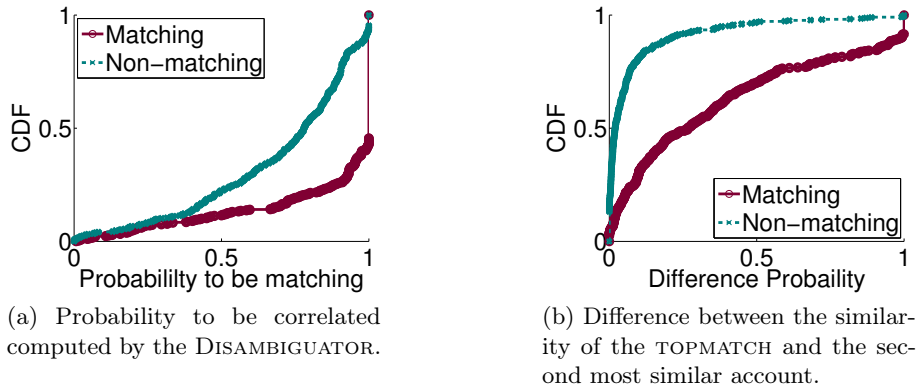 1
Matching
Non-matching
CDF
0.5
0
0 0.5 1
Probabililty to be matching
(a) Probability to be correlated
computed by the DISAMBIGUATOR.
1
CDF
0.5
Matching
Non-matching
0
0 0.5 1
Difference Probaility
(b) Difference between the similar-
ity of the TOPMATCH and the sec-
ond most similar account.